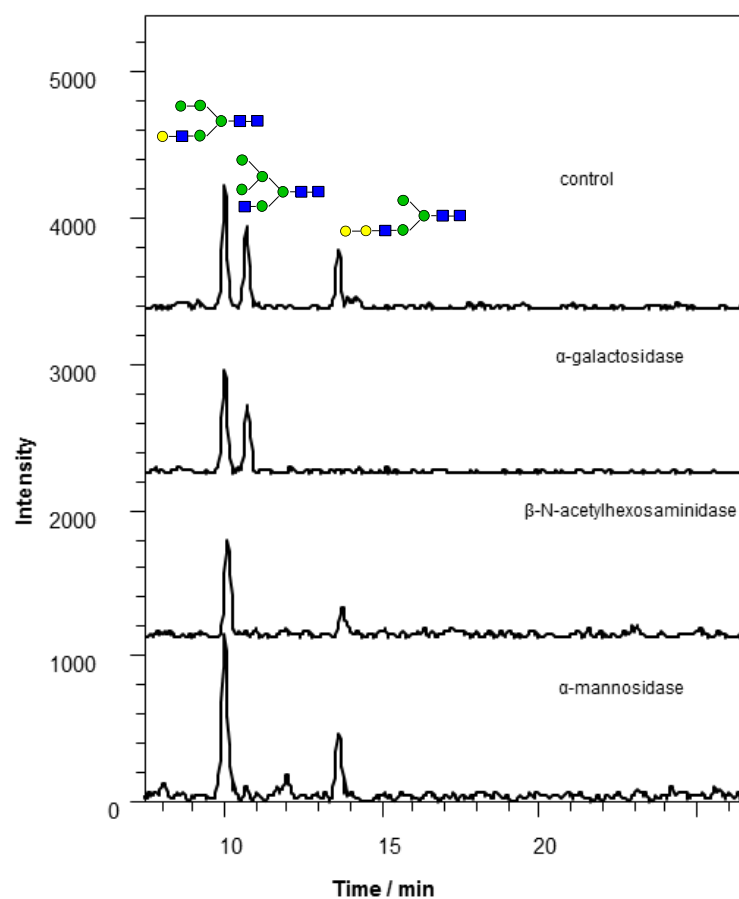 5000
control
4000
α-galactosidase
3000
Intensity
β-N-acetylhexosaminidase
2000
1000
α-mannosidase
0
10 15 20
Time / min